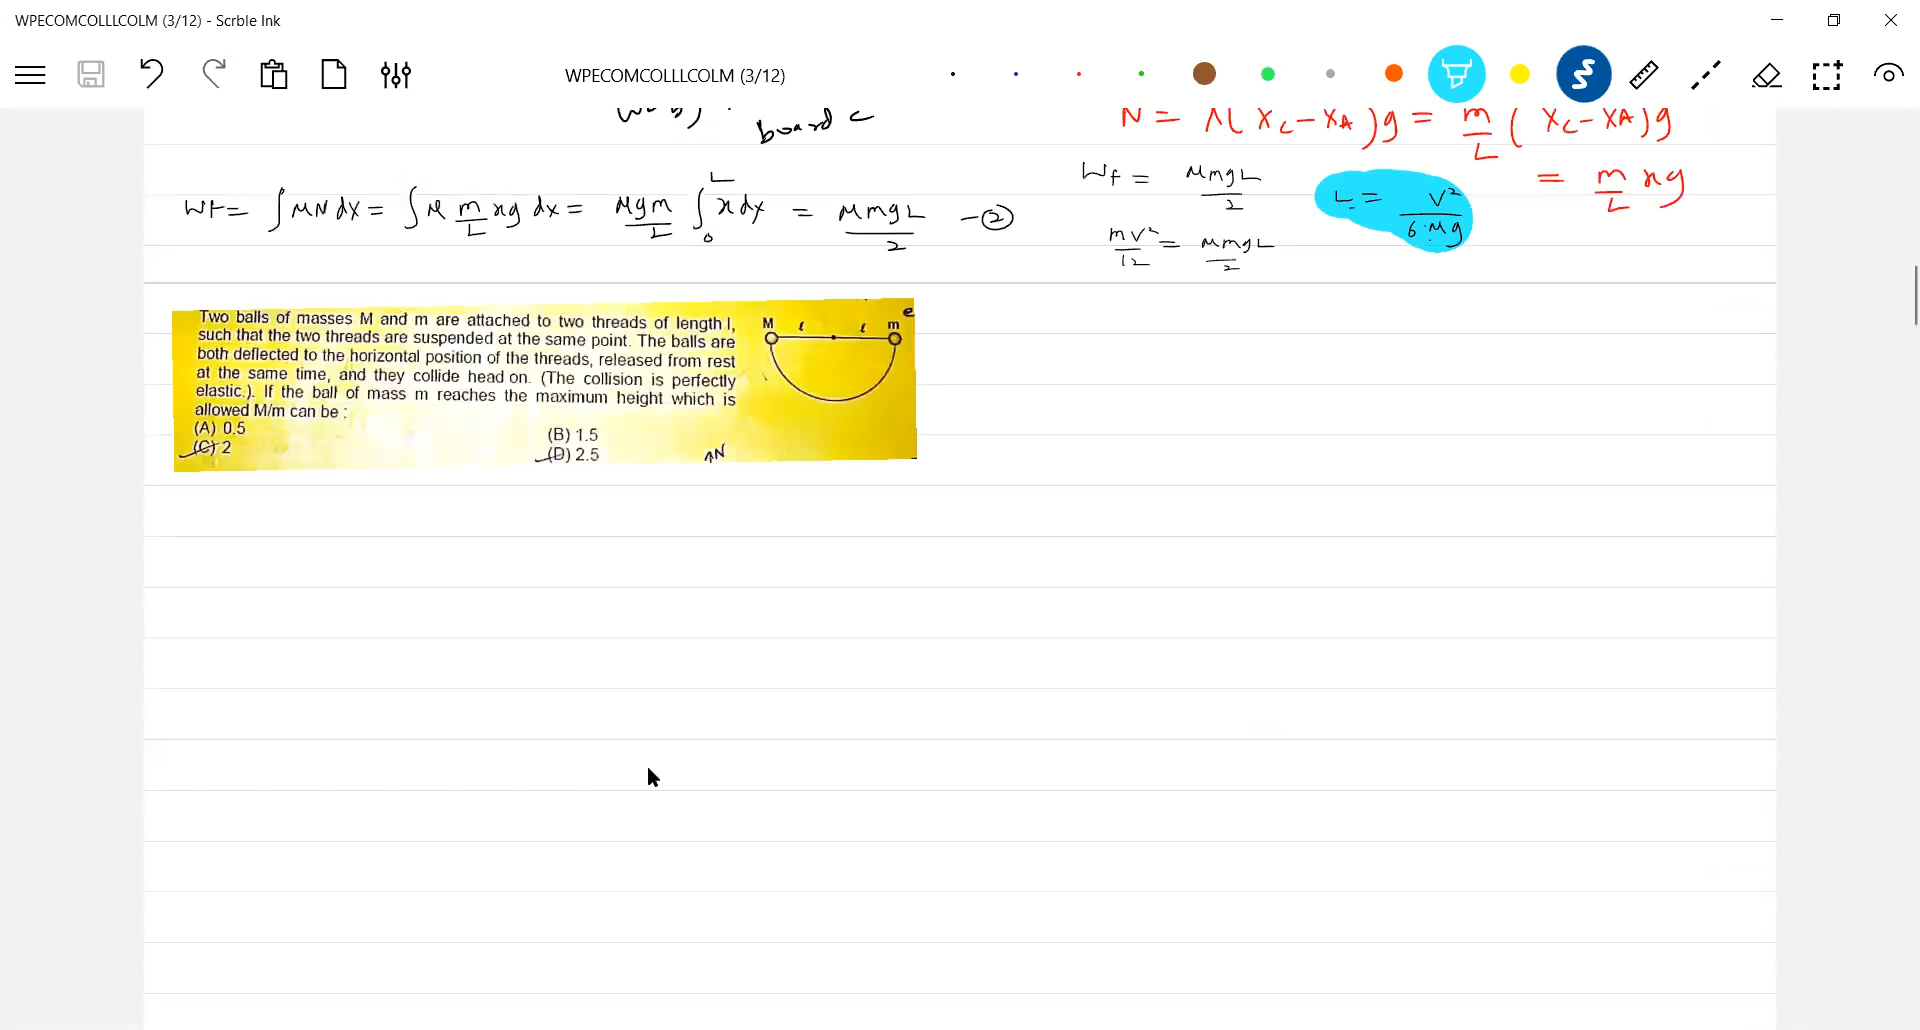 WPECOMCOLLLCOLM (3/12) - Scrble Ink
WPECOMCOLLLCOLM (3/12)
board c
N = λ(x_C - x_A)g = m/L (x_C - x_A)g
= m/L xg
Wf = μmgL/2
L = v²/6μg
Wf = ∫μN dx = ∫μ m/L xg dx = μgm/L ∫₀ᴸ x dx = μmgL/2 - ②
mv²/12 = μmgL/2
Two balls of masses M and m are attached to two threads of length l,
such that the two threads are suspended at the same point. The balls are
both deflected to the horizontal position of the threads, released from rest
at the same time, and they collide head on. (The collision is perfectly
elastic.). If the ball of mass m reaches the maximum height which is
allowed M/m can be :
(A) 0.5
(B) 1.5
(C) 2
(D) 2.5
M ℓ ℓ m
e
↑N